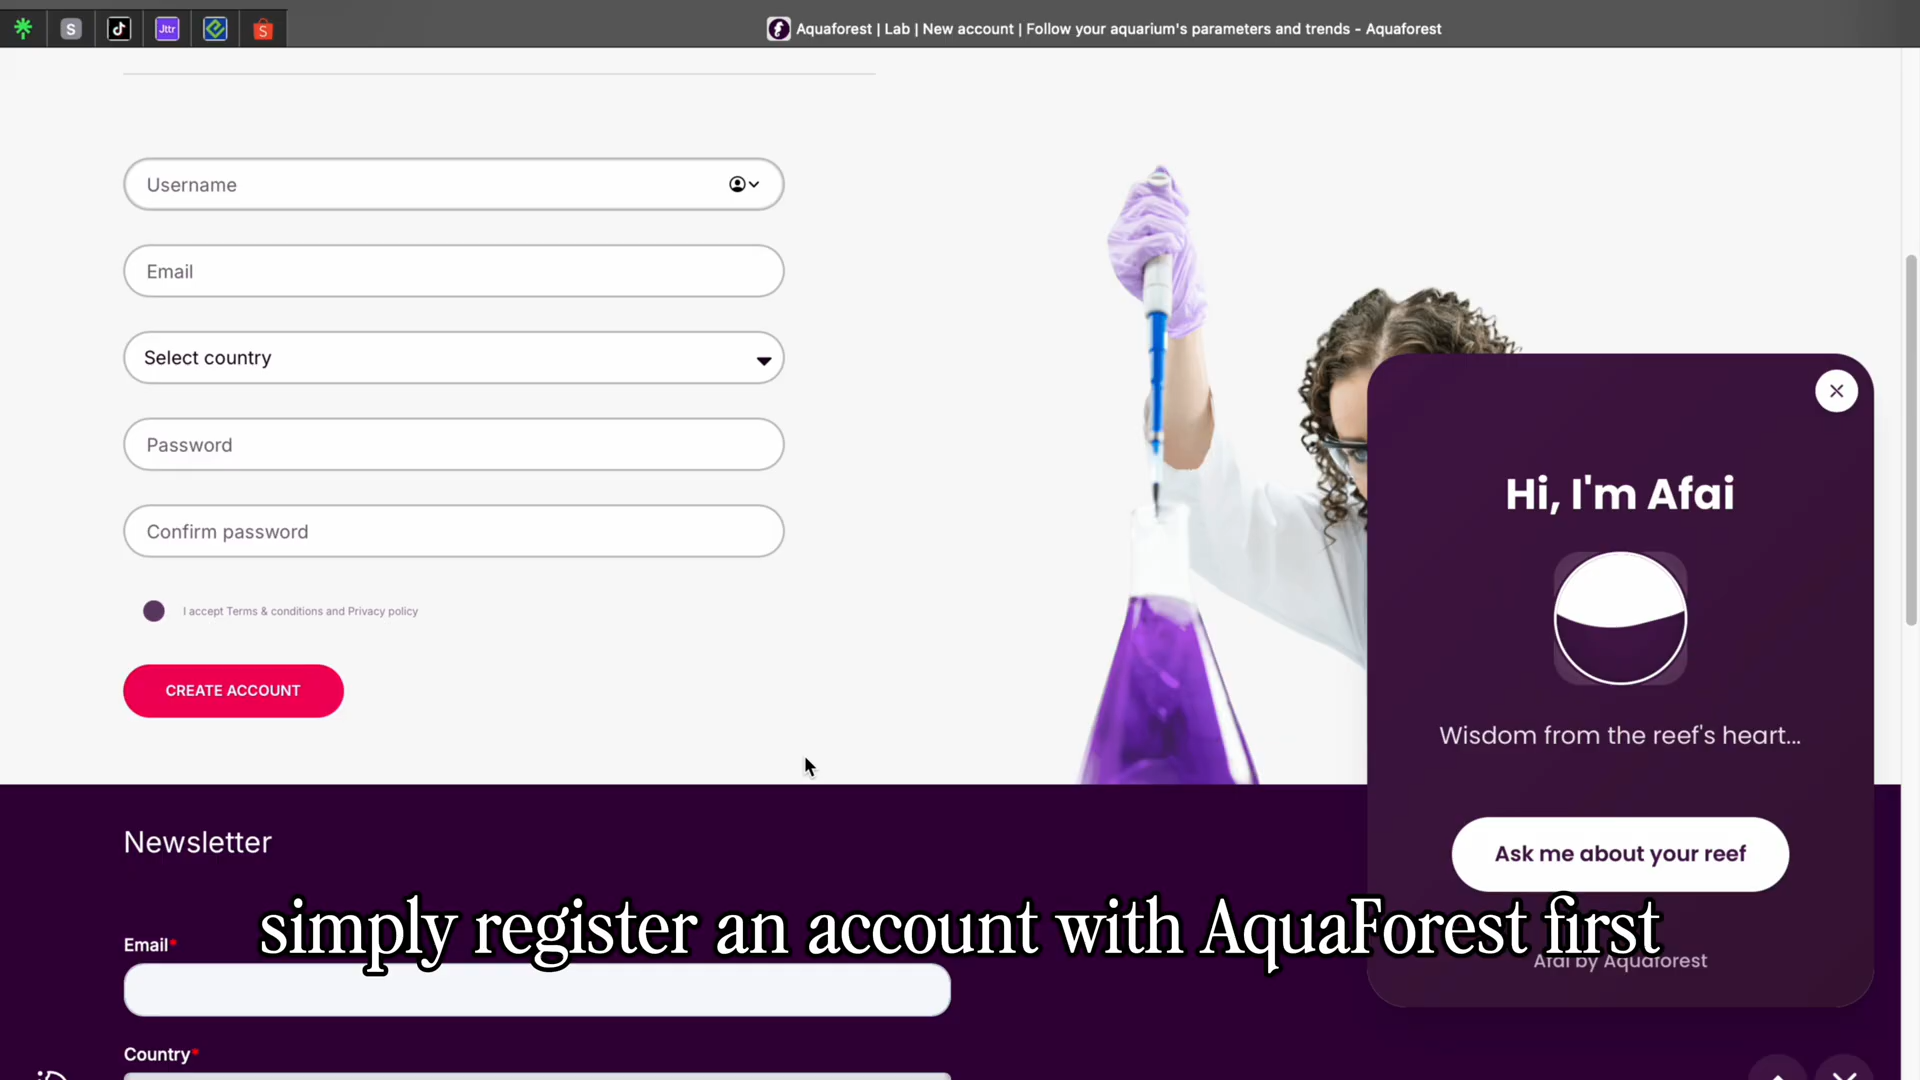 S
Jttr
S
Aquaforest | Lab | New account | Follow your aquarium's parameters and trends - Aquaforest
Username
Email
Select country
Password
Confirm password
I accept Terms & conditions and Privacy policy
CREATE ACCOUNT
Hi, I'm Afai
Wisdom from the reef's heart...
Ask me about your reef
Afai by Aquaforest
Newsletter
simply register an account with AquaForest first
Email*
Country*